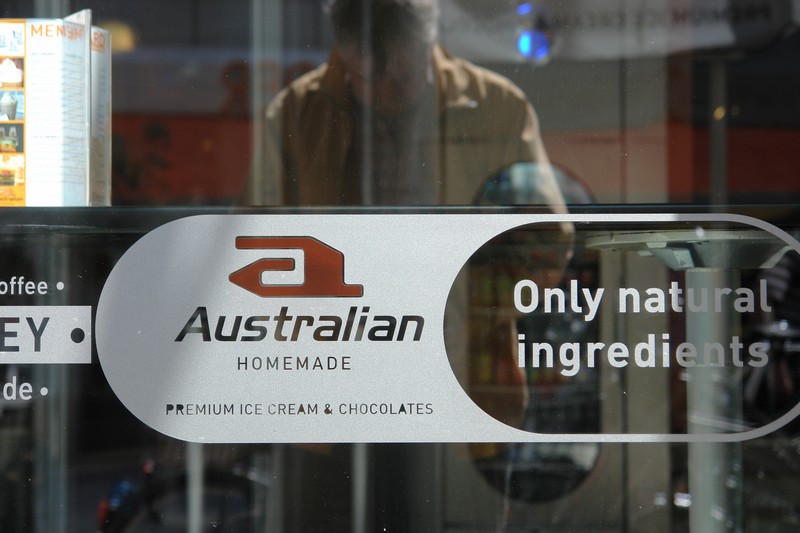 MENU
offee •
EY •
de •
a
Australian
HOMEMADE
PREMIUM ICE CREAM & CHOCOLATES
Only natural
ingredients